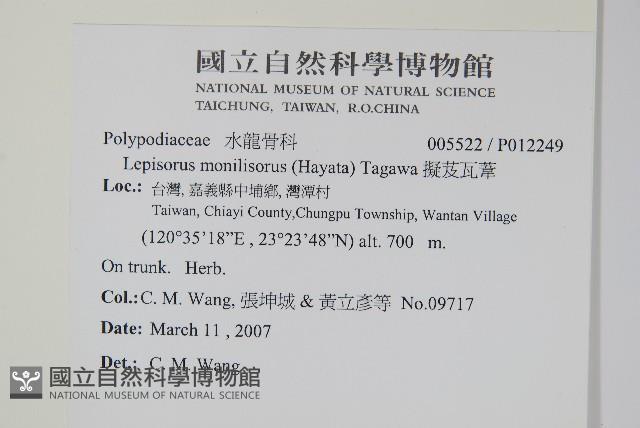 國立自然科學博物館
NATIONAL MUSEUM OF NATURAL SCIENCE
TAICHUNG, TAIWAN, R.O.CHINA
Polypodiaceae 水龍骨科 005522 / P012249
Lepisorus monilisorus (Hayata) Tagawa 擬芨瓦葦
Loc.: 台灣, 嘉義縣中埔鄉, 灣潭村
Taiwan, Chiayi County,Chungpu Township, Wantan Village
(120°35'18”E , 23°23'48”N) alt. 700 m.
On trunk. Herb.
Col.: C. M. Wang, 張坤城 & 黃立彥等 No.09717
Date: March 11 , 2007
Det.: C. M. Wang
國立自然科學博物館
NATIONAL MUSEUM OF NATURAL SCIENCE